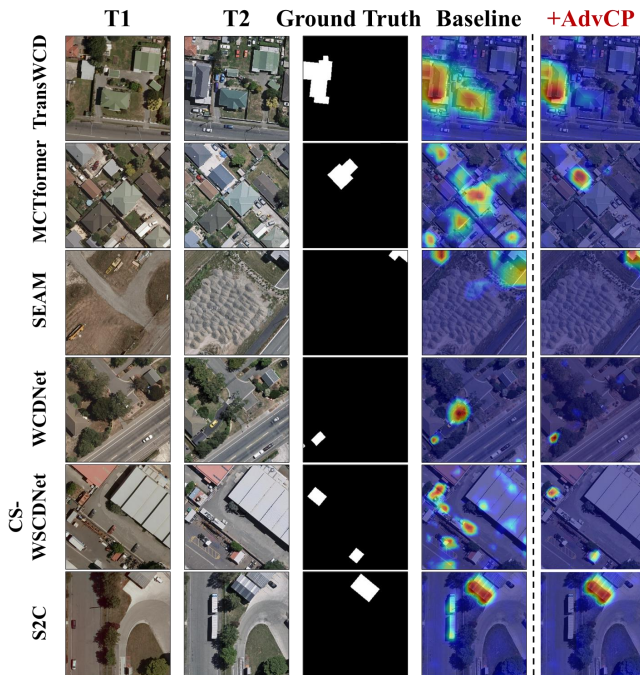 T1 T2 Ground Truth Baseline +AdvCP
TransWCD
MCTformer
SEAM
WCDNet
CS-
WSCDNet
S2C